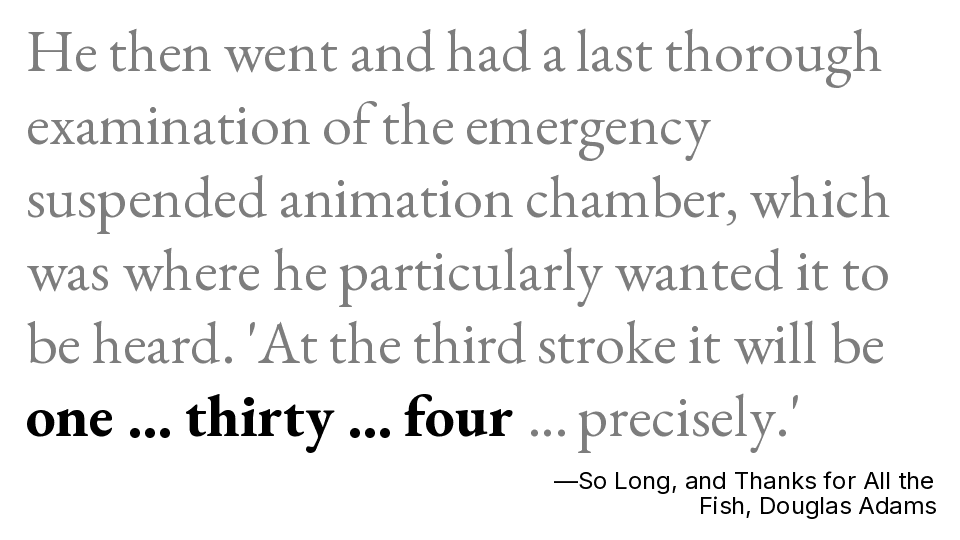 He then went and had a last thorough
examination of the emergency
suspended animation chamber, which
was where he particularly wanted it to
be heard. 'At the third stroke it will be
one ... thirty ... four ... precisely.'
—So Long, and Thanks for All the
Fish, Douglas Adams